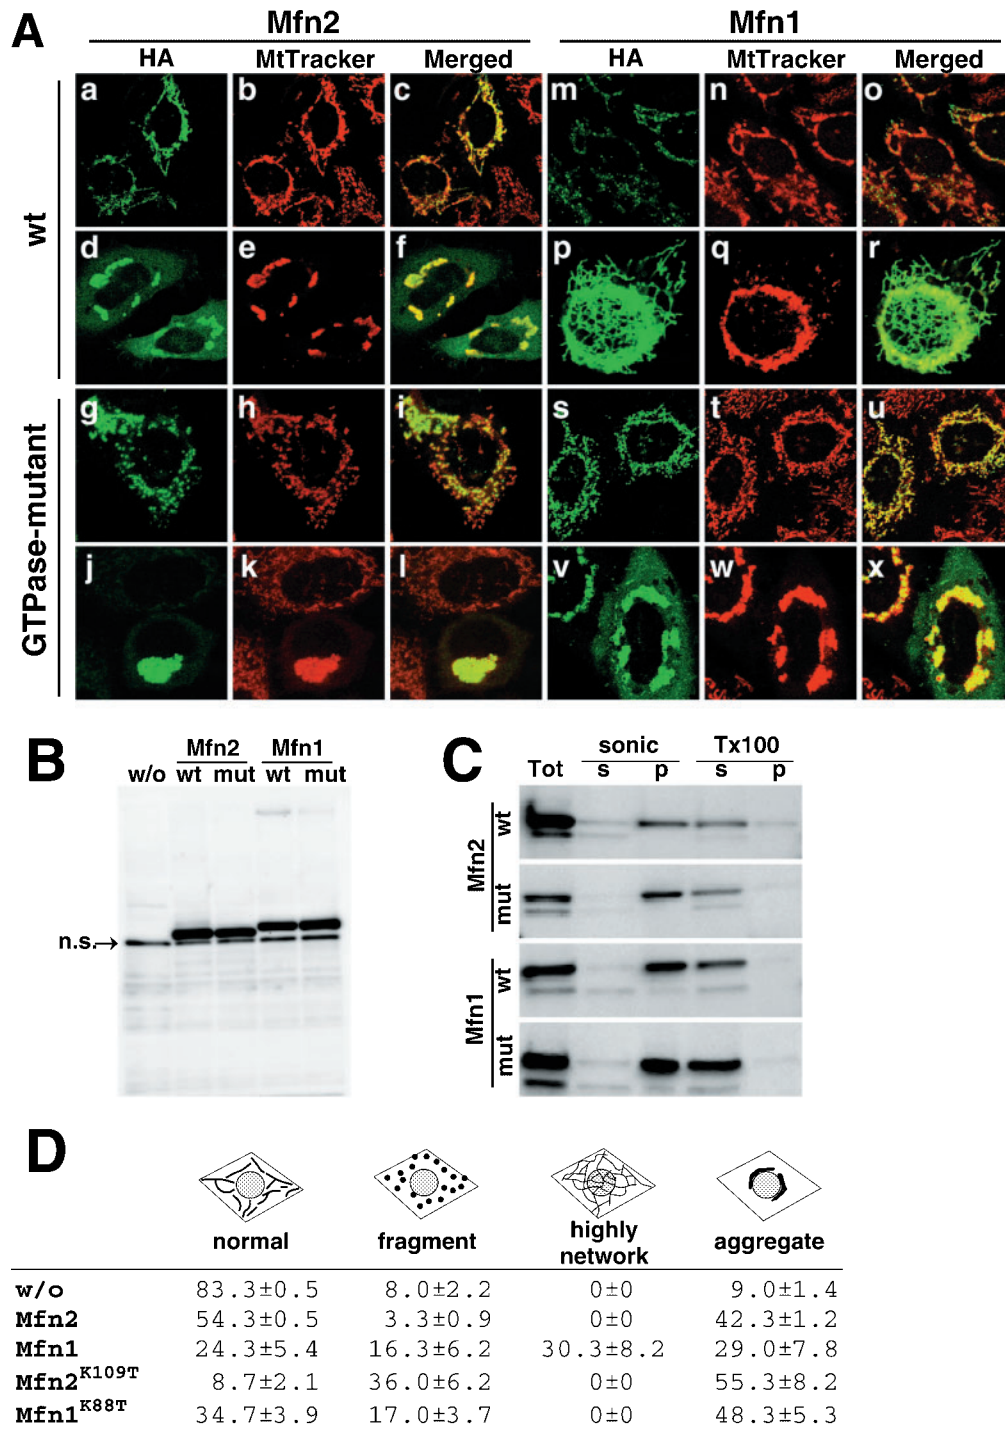 A
Mfn2 Mfn1
HA MtTracker Merged HA MtTracker Merged
wt
a b c m n o
d e f p q r
GTPase-mutant
g h i s t u
j k l v w x
B
Mfn2 Mfn1
w/o wt mut wt mut
n.s.→
C
sonic Tx100
Tot s p s p
Mfn2
wt
mut
Mfn1
wt
mut
D
normal fragment highly network aggregate
w/o 83.3±0.5 8.0±2.2 0±0 9.0±1.4
Mfn2 54.3±0.5 3.3±0.9 0±0 42.3±1.2
Mfn1 24.3±5.4 16.3±6.2 30.3±8.2 29.0±7.8
Mfn2K109T 8.7±2.1 36.0±6.2 0±0 55.3±8.2
Mfn1K88T 34.7±3.9 17.0±3.7 0±0 48.3±5.3